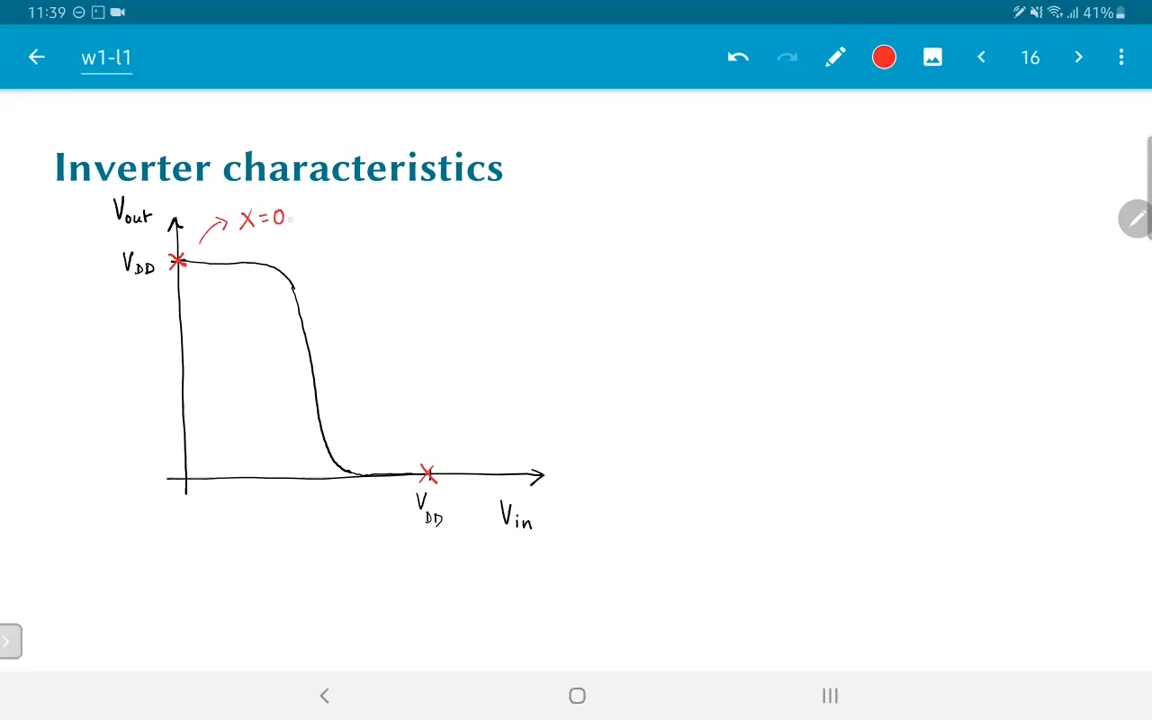 11:39 41%
w1-l1 16
Inverter characteristics
Vout
X=0
VDD
VDD
Vin